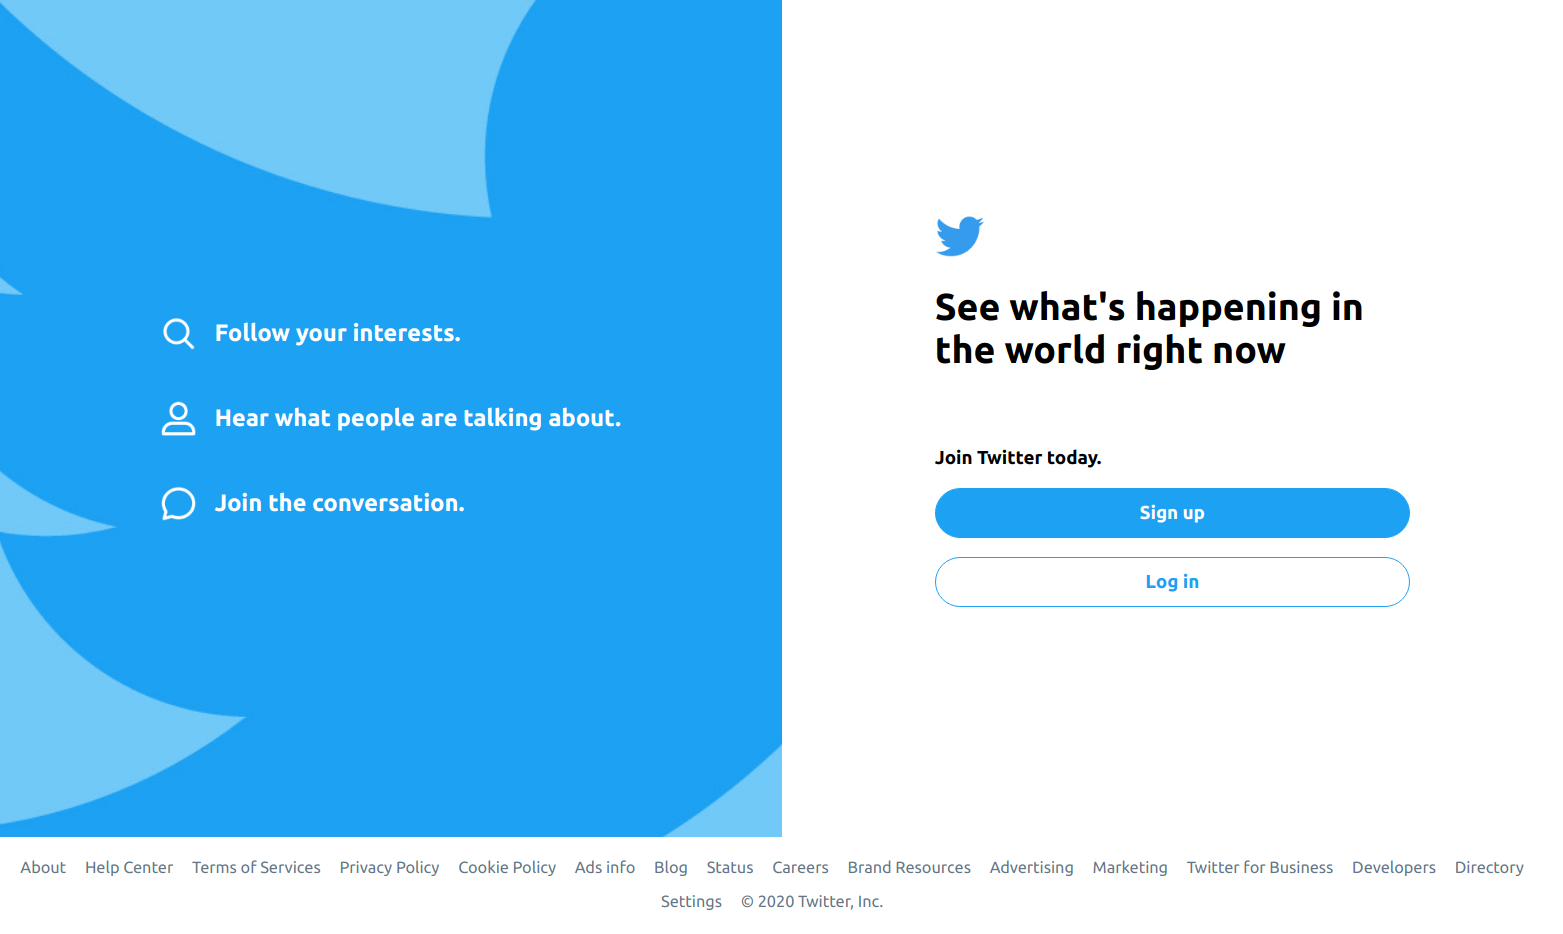 Follow your interests.
Hear what people are talking about.
Join the conversation.
See what's happening in
the world right now
Join Twitter today.
Sign up
Log in
About Help Center Terms of Services Privacy Policy Cookie Policy Ads info Blog Status Careers Brand Resources Advertising Marketing Twitter for Business Developers Directory
Settings © 2020 Twitter, Inc.